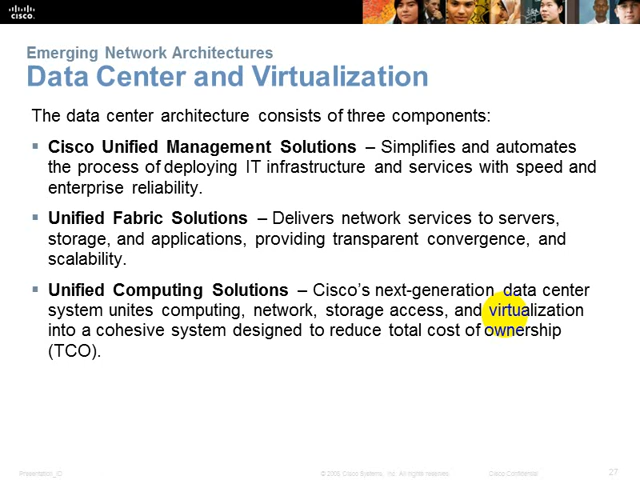 CISCO.
Emerging Network Architectures
Data Center and Virtualization
The data center architecture consists of three components:
▪ Cisco Unified Management Solutions – Simplifies and automates
the process of deploying IT infrastructure and services with speed and
enterprise reliability.
▪ Unified Fabric Solutions – Delivers network services to servers,
storage, and applications, providing transparent convergence, and
scalability.
▪ Unified Computing Solutions – Cisco’s next-generation data center
system unites computing, network, storage access, and virtualization
into a cohesive system designed to reduce total cost of ownership
(TCO).
Presentation_ID © 2008 Cisco Systems, Inc. All rights reserved. Cisco Confidential 27